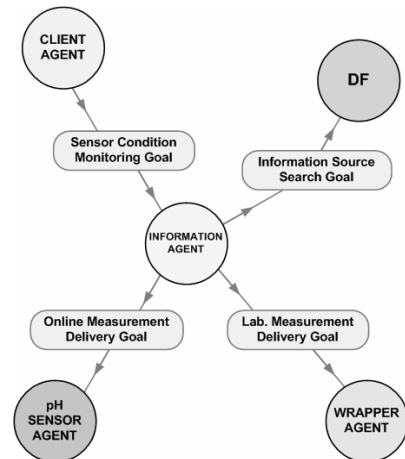 CLIENT
AGENT
DF
Sensor Condition
Monitoring Goal
Information Source
Search Goal
INFORMATION
AGENT
Online Measurement
Delivery Goal
Lab. Measurement
Delivery Goal
pH
SENSOR
AGENT
WRAPPER
AGENT